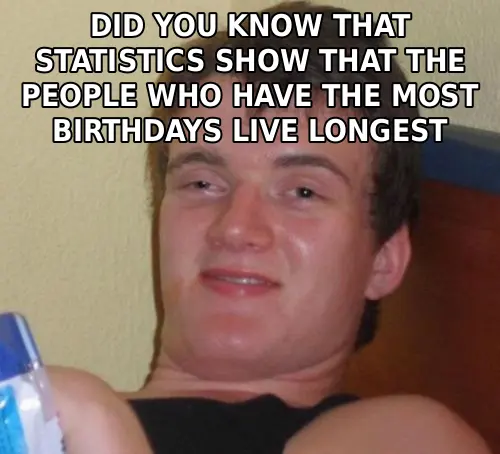 DID YOU KNOW THAT
STATISTICS SHOW THAT THE
PEOPLE WHO HAVE THE MOST
BIRTHDAYS LIVE LONGEST